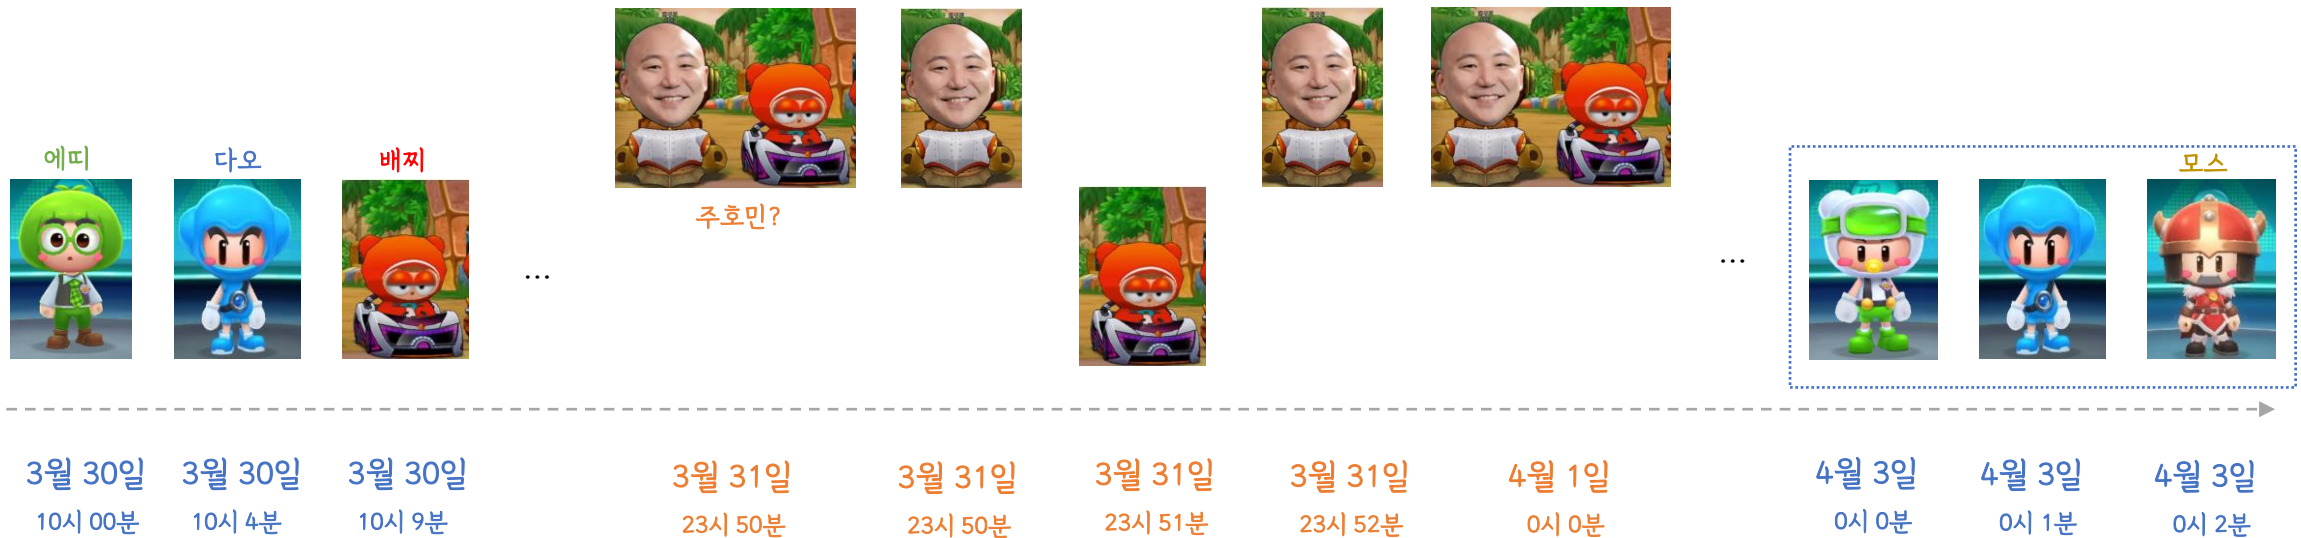 에띠
다오
배찌
주호민?
...
...
모스
3월 30일
10시 00분
3월 30일
10시 4분
3월 30일
10시 9분
3월 31일
23시 50분
3월 31일
23시 50분
3월 31일
23시 51분
3월 31일
23시 52분
4월 1일
0시 0분
4월 3일
0시 0분
4월 3일
0시 1분
4월 3일
0시 2분